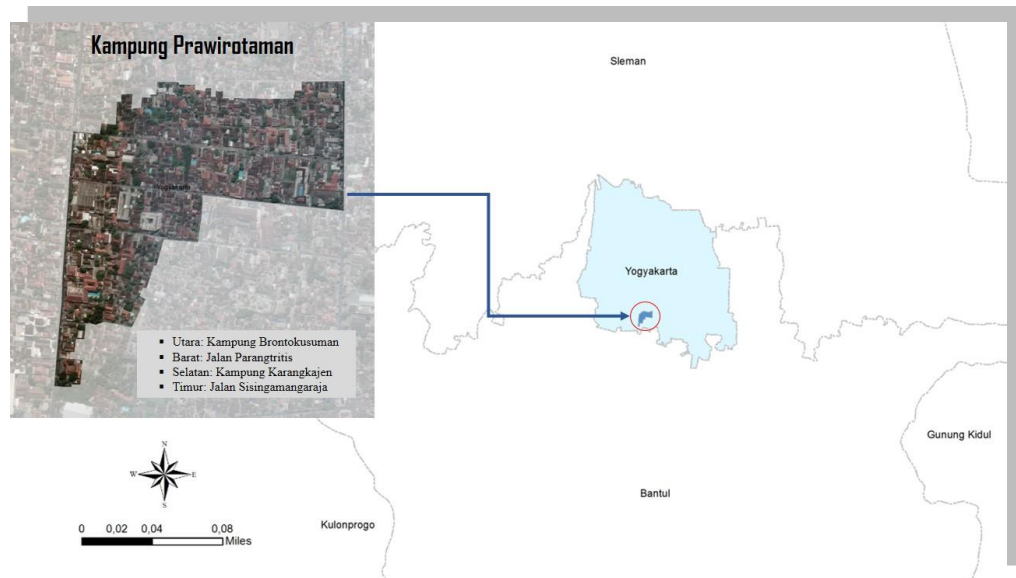 Kampung Prawirotaman
Sleman
Yogyakarta
Yogyakarta
▪ Utara: Kampung Brontokusuman
▪ Barat: Jalan Parangtritis
▪ Selatan: Kampung Karangkajen
▪ Timur: Jalan Sisingamangaraja
Gunung Kidul
Bantul
Kulonprogo
N
W E
S
0 0,02 0,04 0,08
Miles